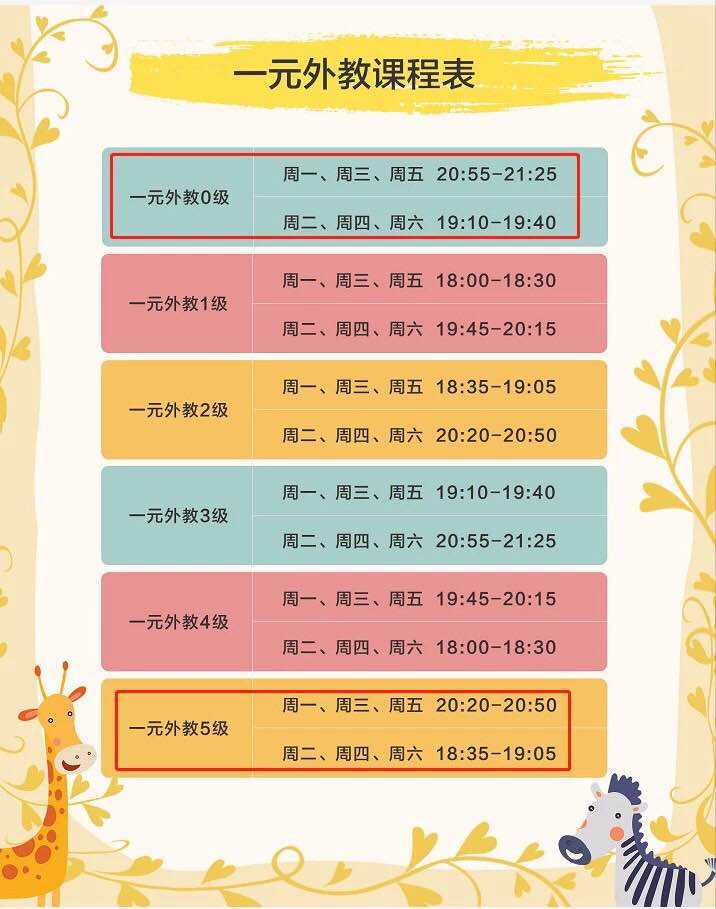 一元外教课程表
一元外教0级
周一、周三、周五 20:55-21:25
周二、周四、周六 19:10-19:40
一元外教1级
周一、周三、周五 18:00-18:30
周二、周四、周六 19:45-20:15
一元外教2级
周一、周三、周五 18:35-19:05
周二、周四、周六 20:20-20:50
一元外教3级
周一、周三、周五 19:10-19:40
周二、周四、周六 20:55-21:25
一元外教4级
周一、周三、周五 19:45-20:15
周二、周四、周六 18:00-18:30
一元外教5级
周一、周三、周五 20:20-20:50
周二、周四、周六 18:35-19:05